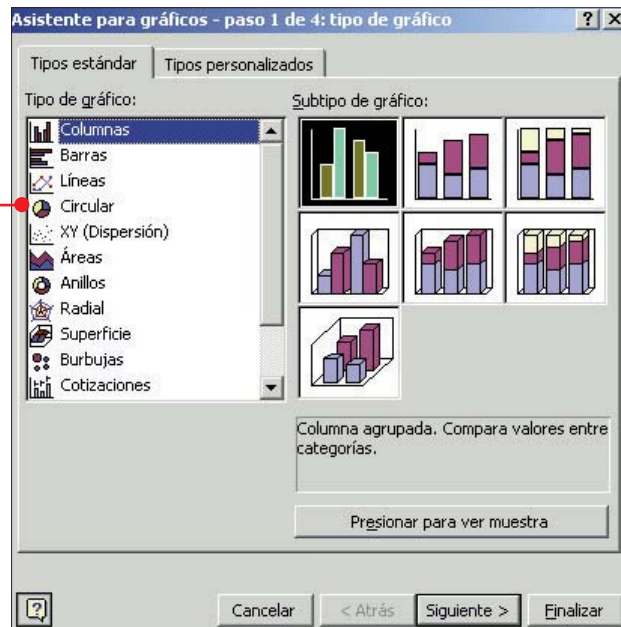 Asistente para gráficos - paso 1 de 4: tipo de gráfico
Tipos estándar
Tipos personalizados
Tipo de gráfico:
Subtipo de gráfico:
Columnas
Barras
Líneas
Circular
XY (Dispersión)
Áreas
Anillos
Radial
Superficie
Burbujas
Cotizaciones
Columna agrupada. Compara valores entre
categorías.
Presionar para ver muestra
Cancelar
< Atrás
Siguiente >
Finalizar